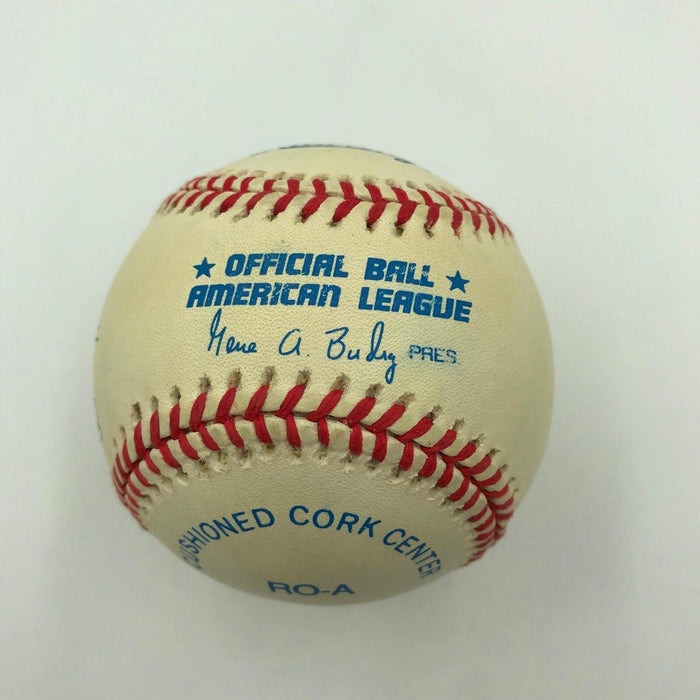 ★ OFFICIAL BALL ★
AMERICAN LEAGUE
Gene A. Budig PRES.
CUSHIONED CORK CENTER
RO-A